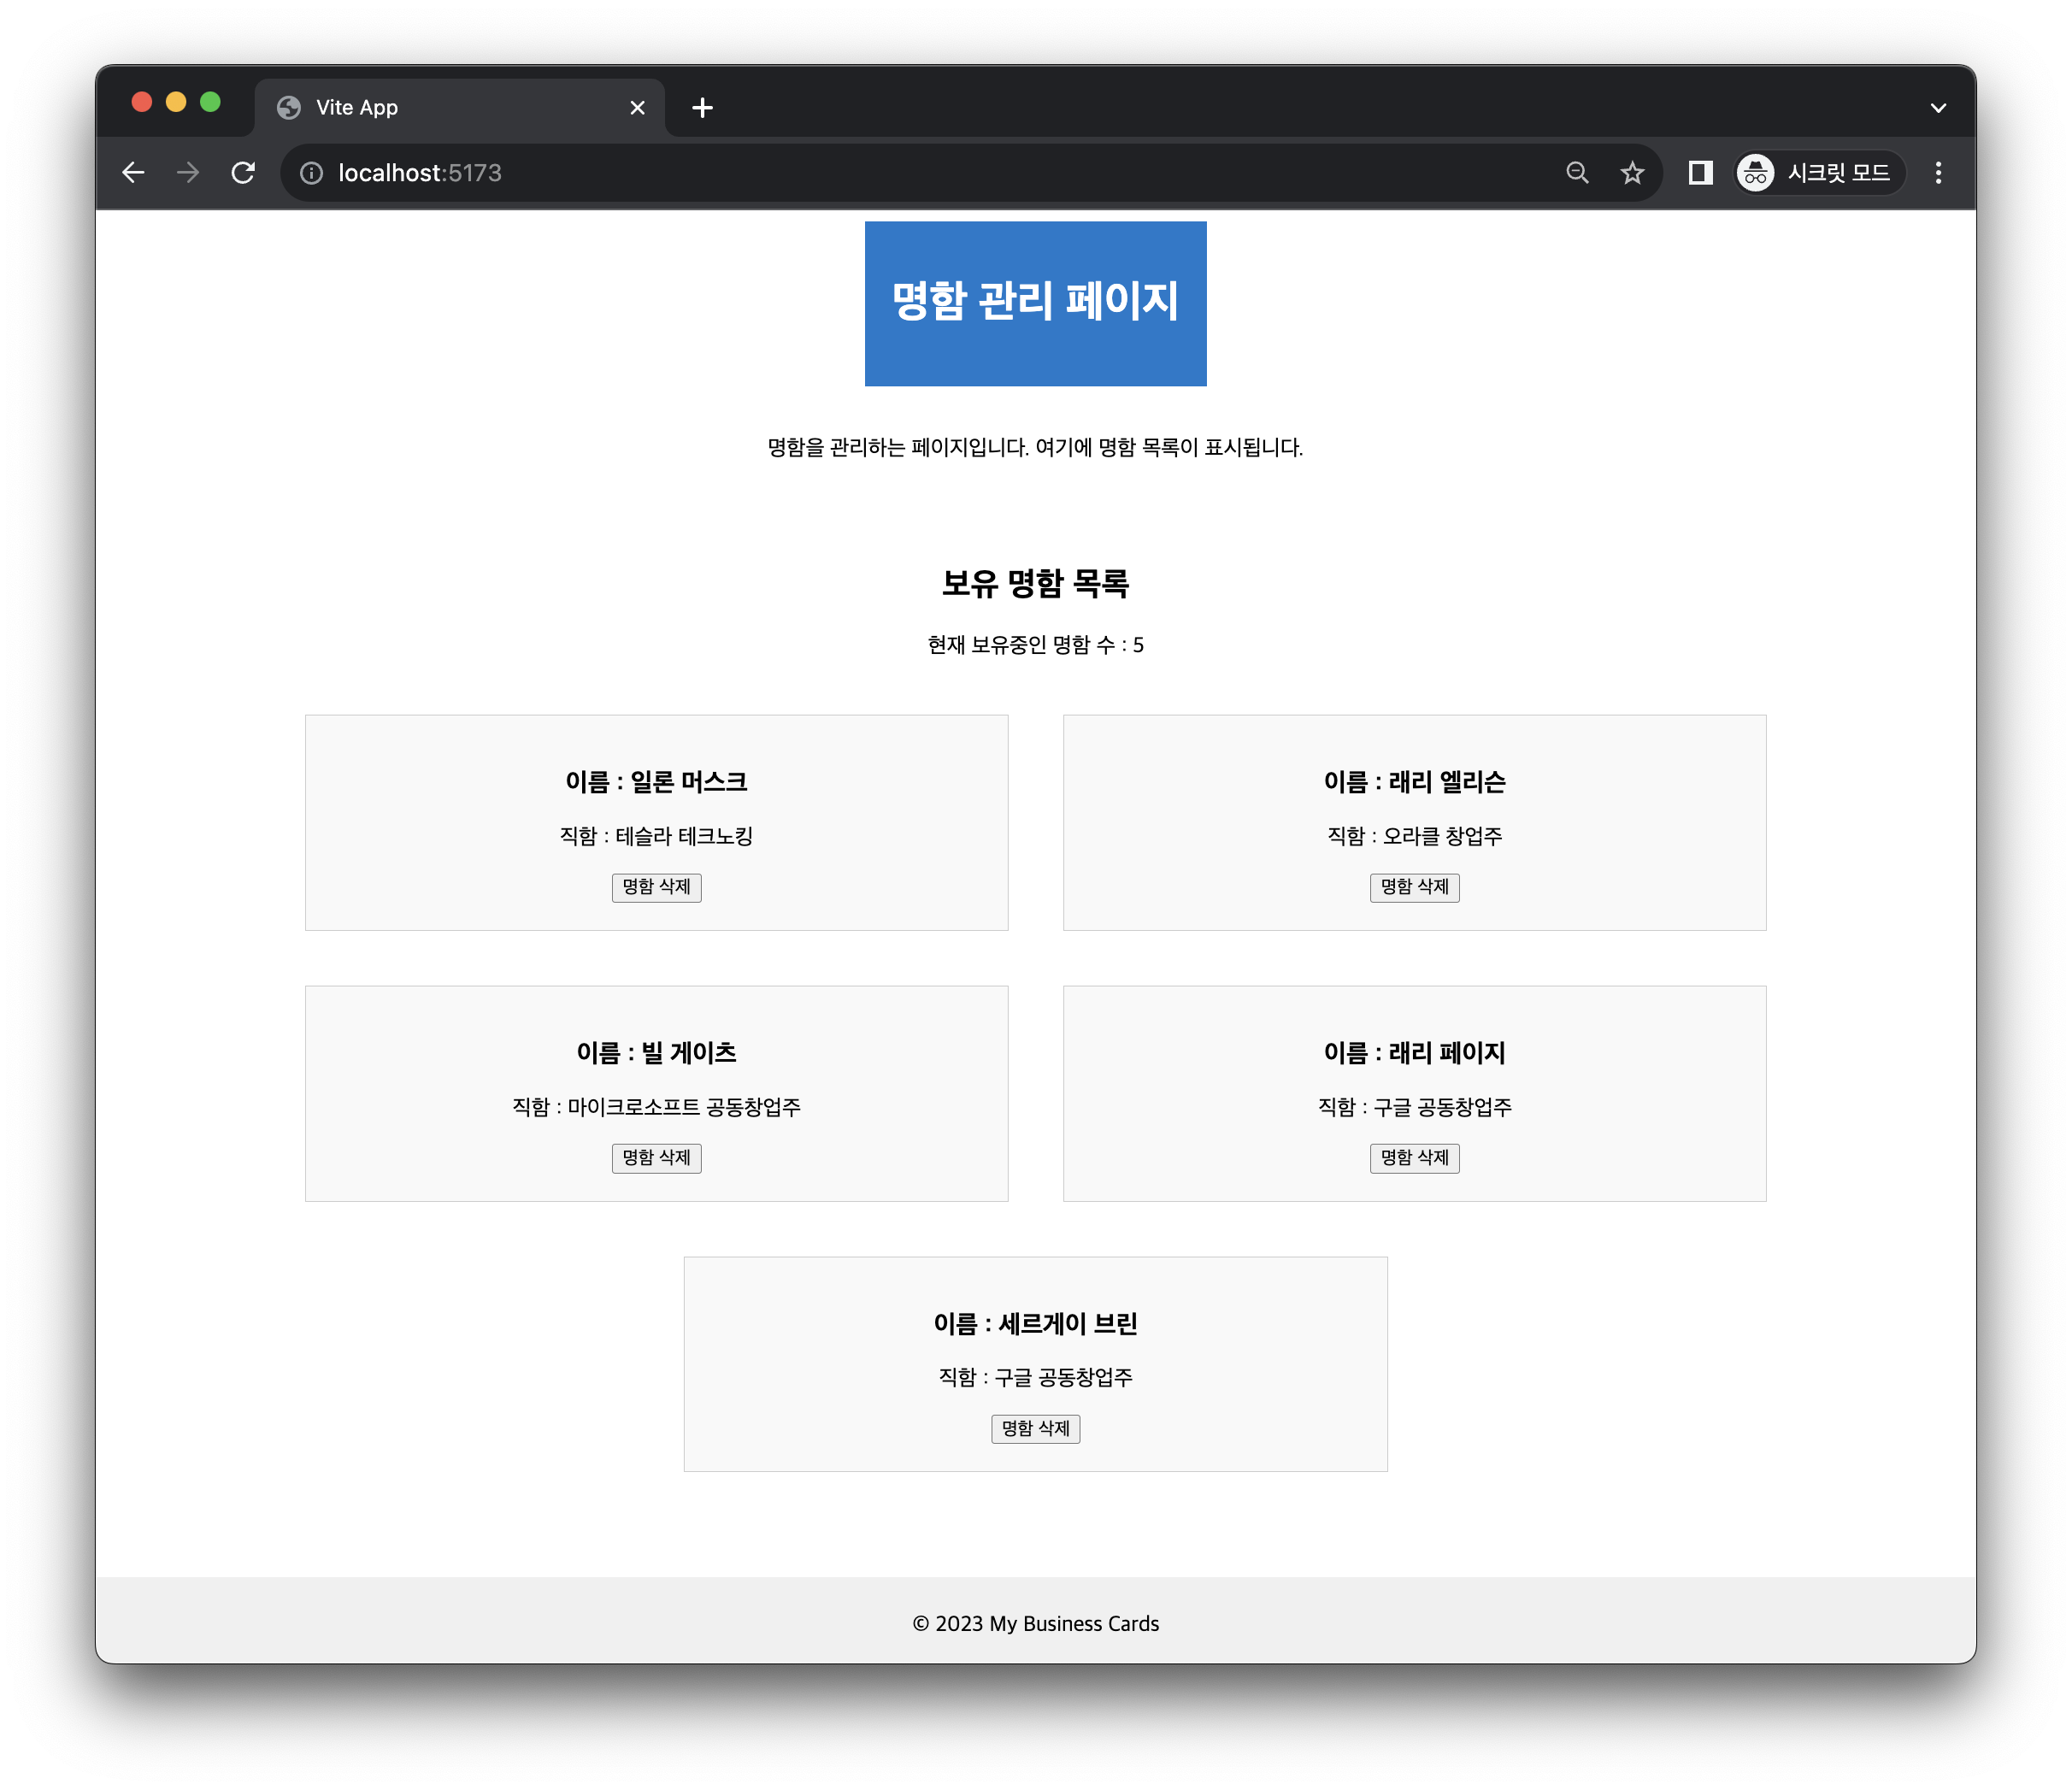 Vite App
localhost:5173
시크릿 모드
명함 관리 페이지
명함을 관리하는 페이지입니다. 여기에 명함 목록이 표시됩니다.
보유 명함 목록
현재 보유중인 명함 수 : 5
이름 : 일론 머스크
직함 : 테슬라 테크노킹
명함 삭제
이름 : 래리 엘리슨
직함 : 오라클 창업주
명함 삭제
이름 : 빌 게이츠
직함 : 마이크로소프트 공동창업주
명함 삭제
이름 : 래리 페이지
직함 : 구글 공동창업주
명함 삭제
이름 : 세르게이 브린
직함 : 구글 공동창업주
명함 삭제
© 2023 My Business Cards